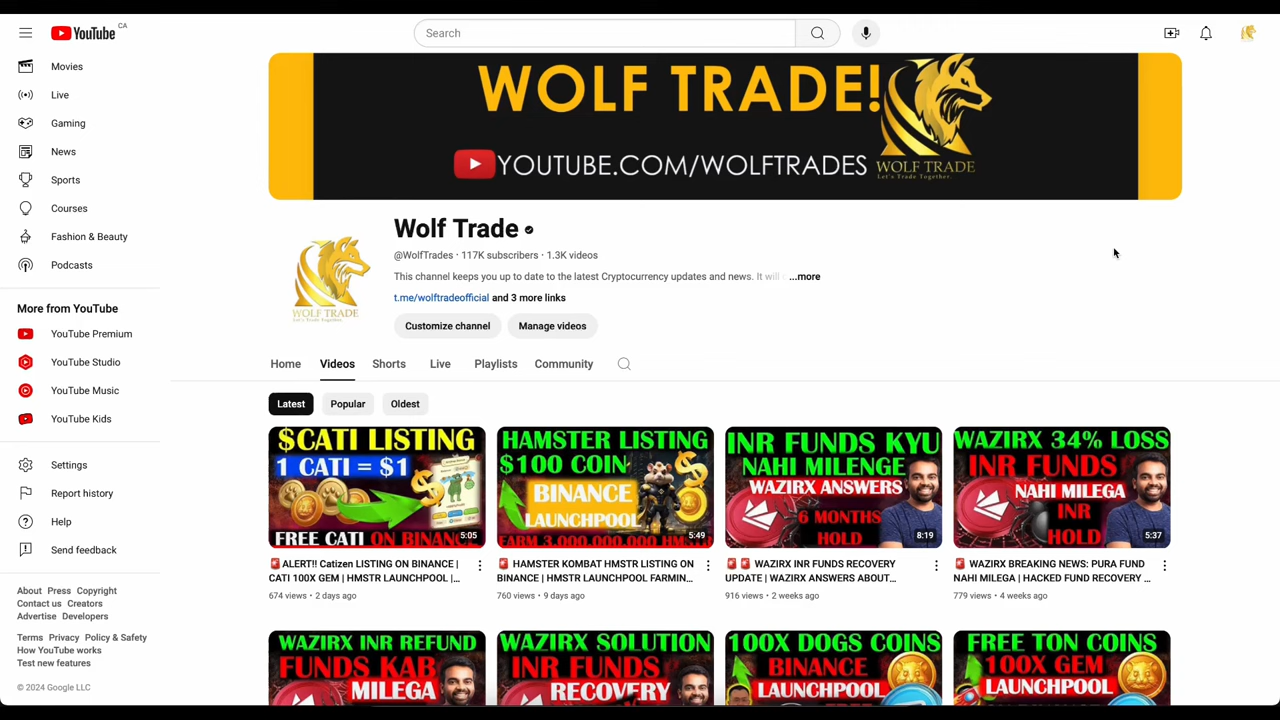 YouTube CA
Search
Movies
Live
Gaming
News
Sports
Courses
Fashion & Beauty
Podcasts
More from YouTube
YouTube Premium
YouTube Studio
YouTube Music
YouTube Kids
Settings
Report history
Help
Send feedback
About Press Copyright
Contact us Creators
Advertise Developers
Terms Privacy Policy & Safety
How YouTube works
Test new features
© 2024 Google LLC
WOLF TRADE!
YOUTUBE.COM/WOLFTRADES
WOLF TRADE
Let's Trade Together.
WOLF TRADE
Wolf Trade
@WolfTrades · 117K subscribers · 1.3K videos
This channel keeps you up to date to the latest Cryptocurrency updates and news. It will ...more
t.me/wolftradeofficial and 3 more links
Customize channel Manage videos
Home Videos Shorts Live Playlists Community
Latest Popular Oldest
$CATI LISTING
1 CATI = $1
FREE CATI ON BINANC
5:05
ALERT!! Catizen LISTING ON BINANCE |
CATI 100X GEM | HMSTR LAUNCHPOOL |...
674 views • 2 days ago
HAMSTER LISTING
$100 COIN
BINANCE
LAUNCHPOOL
EARM 3,000,000,000 HM
5:49
HAMSTER KOMBAT HMSTR LISTING ON
BINANCE | HMSTR LAUNCHPOOL FARMIN...
760 views • 9 days ago
INR FUNDS KYU
NAHI MILENGE
WAZIRX ANSWERS
6 MONTHS
HOLD
8:19
WAZIRX INR FUNDS RECOVERY
UPDATE | WAZIRX ANSWERS ABOUT...
916 views • 2 weeks ago
WAZIRX 34% LOSS
INR FUNDS
NAHI MILEGA
INR
HOLD
5:37
WAZIRX BREAKING NEWS: PURA FUND
NAHI MILEGA | HACKED FUND RECOVERY ...
779 views • 4 weeks ago
WAZIRX INR REFUND
FUNDS KAB
MILEGA
WAZIRX SOLUTION
INR FUNDS
RECOVERY
100X DOGS COINS
BINANCE
LAUNCHPOOL
FREE TON COINS
100X GEM
LAUNCHPOOL